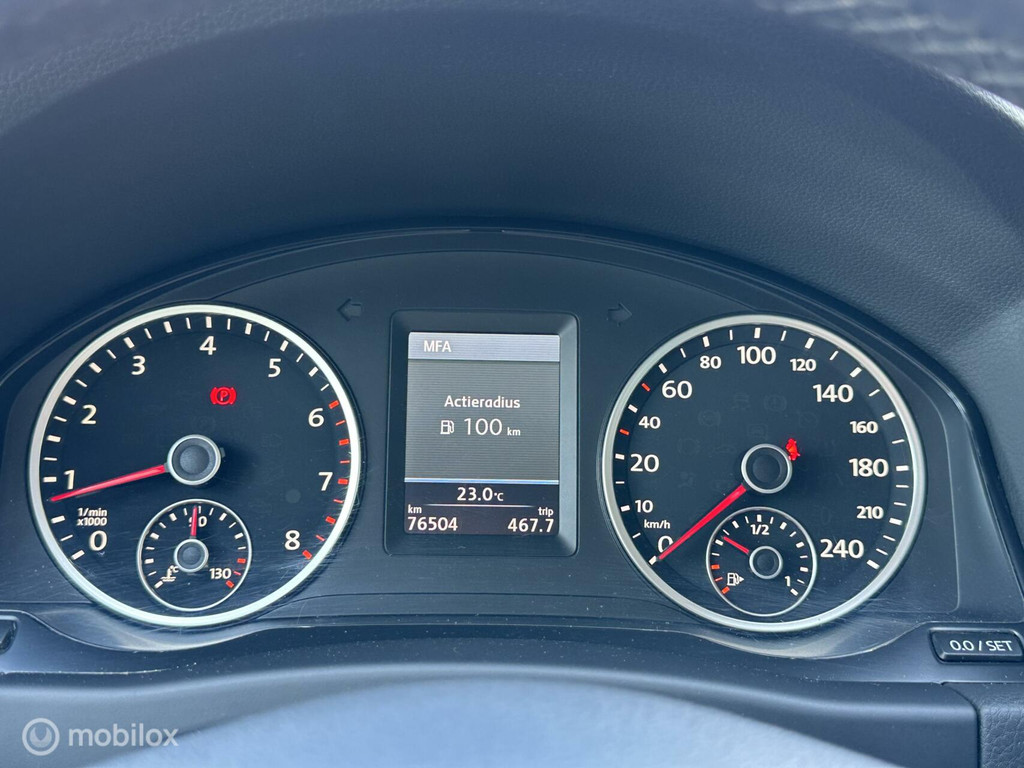 MFA
Actieradius
100 km
23.0°C
km
trip
76504
467.7
0
1
2
3
4
5
6
7
8
1/min
x1000
90
130
°C
0
10
20
40
60
80
100
120
140
160
180
210
240
km/h
1/2
1
P
0.0 / SET
mobilox